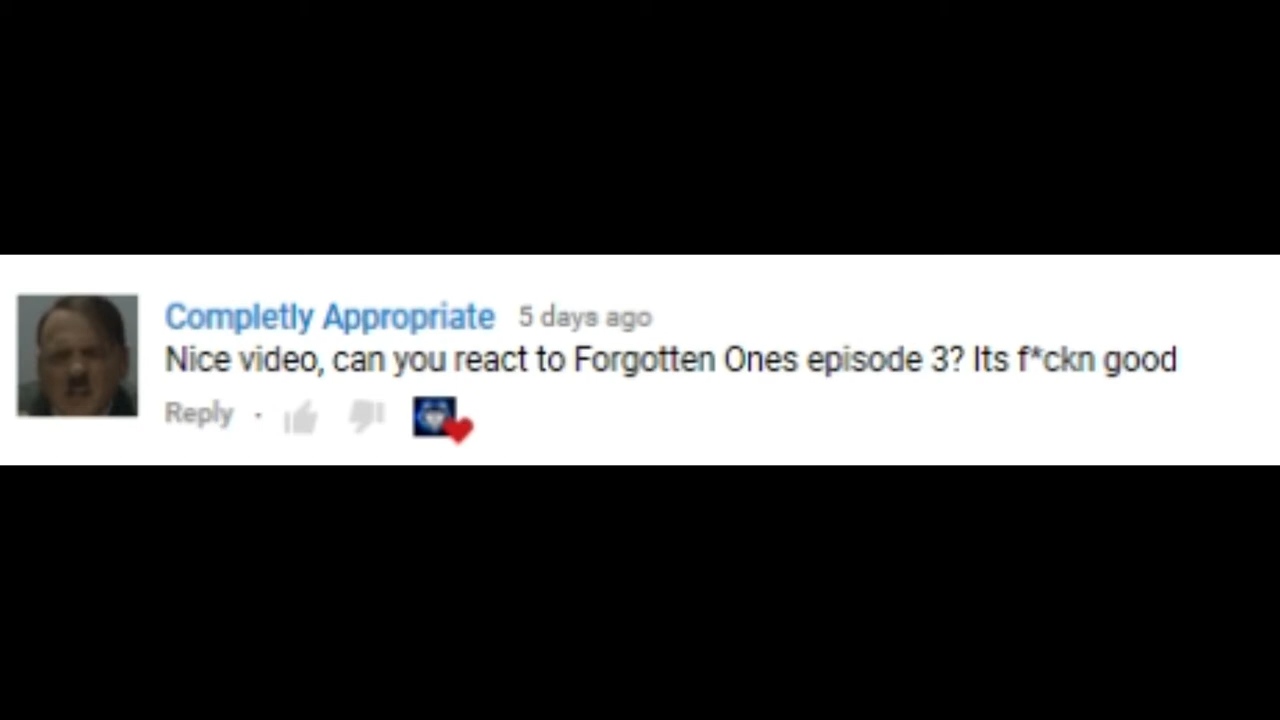 Completly Appropriate 5 days ago
Nice video, can you react to Forgotten Ones episode 3? Its f*ckn good
Reply ·